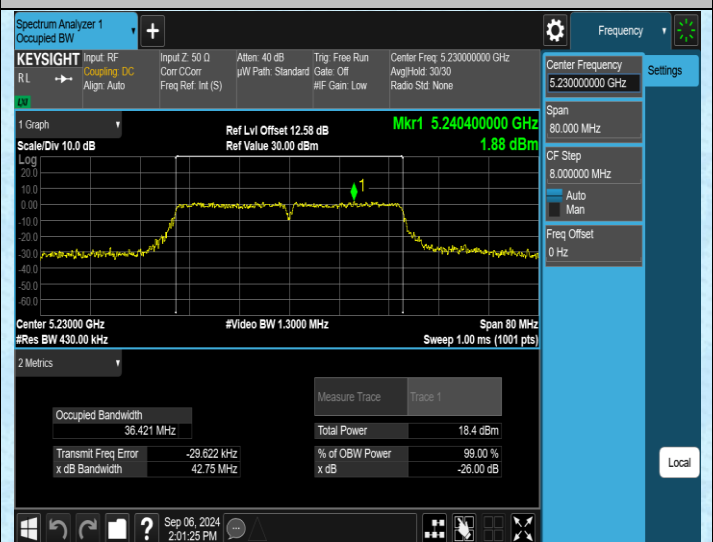 Spectrum Analyzer 1
Occupied BW
Frequency
KEYSIGHT
RL
LXI
Input: RF
Coupling: DC
Align: Auto
Input Z: 50 Ω
Corr CCorr
Freq Ref: Int (S)
Atten: 40 dB
µW Path: Standard
Trig: Free Run
Gate: Off
#IF Gain: Low
Center Freq: 5.230000000 GHz
Avg|Hold: 30/30
Radio Std: None
Center Frequency
5.230000000 GHz
Settings
Span
80.000 MHz
CF Step
8.000000 MHz
Auto
Man
Freq Offset
0 Hz
1 Graph
Scale/Div 10.0 dB
Ref Lvl Offset 12.58 dB
Ref Value 30.00 dBm
Mkr1 5.240400000 GHz
1.88 dBm
Log
20.0
10.0
0.00
-10.0
-20.0
-30.0
-40.0
-50.0
-60.0
1
Center 5.23000 GHz
#Res BW 430.00 kHz
#Video BW 1.3000 MHz
Span 80 MHz
Sweep 1.00 ms (1001 pts)
2 Metrics
Measure Trace Trace 1
Occupied Bandwidth
36.421 MHz
Total Power 18.4 dBm
Transmit Freq Error -29.622 kHz
% of OBW Power 99.00 %
x dB Bandwidth 42.75 MHz
x dB -26.00 dB
Local
?
Sep 06, 2024
2:01:25 PM